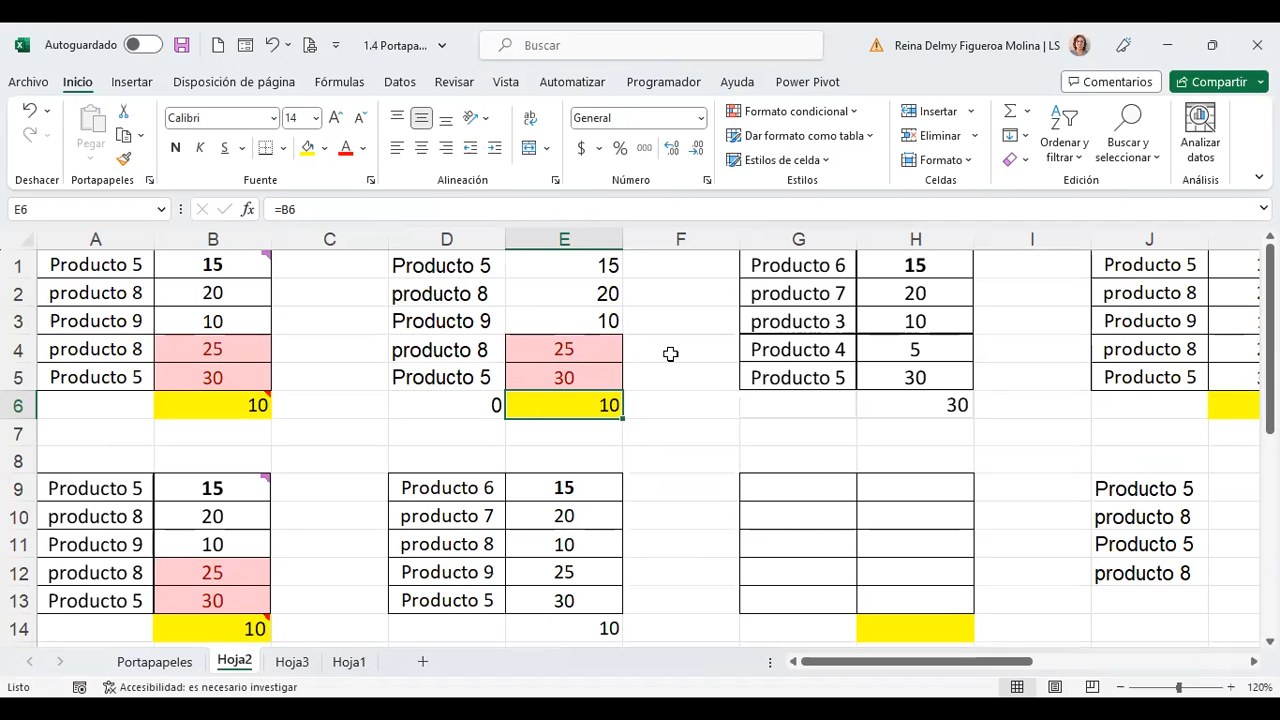 Autoguardado 1.4 Portapa... Buscar Reina Delmy Figueroa Molina | LS
Archivo Inicio Insertar Disposición de página Fórmulas Datos Revisar Vista Automatizar Programador Ayuda Power Pivot Comentarios Compartir
Pegar Calibri 14 General Formato condicional Insertar Ordenar y filtrar Buscar y seleccionar Analizar datos
N K S $ % 000 Dar formato como tabla Eliminar
Estilos de celda Formato
Deshacer Portapapeles Fuente Alineación Número Estilos Celdas Edición Análisis
E6 fx =B6
A B C D E F G H I J
1 Producto 5 15 Producto 5 15 Producto 6 15 Producto 5
2 producto 8 20 producto 8 20 producto 7 20 producto 8
3 Producto 9 10 Producto 9 10 producto 3 10 Producto 9
4 producto 8 25 producto 8 25 Producto 4 5 producto 8
5 Producto 5 30 Producto 5 30 Producto 5 30 Producto 5
6 10 0 10 30
7
8
9 Producto 5 15 Producto 6 15 Producto 5
10 producto 8 20 producto 7 20 producto 8
11 Producto 9 10 producto 8 10 Producto 5
12 producto 8 25 Producto 9 25 producto 8
13 Producto 5 30 Producto 5 30
14 10 10
Portapapeles Hoja2 Hoja3 Hoja1
Listo Accesibilidad: es necesario investigar 120%